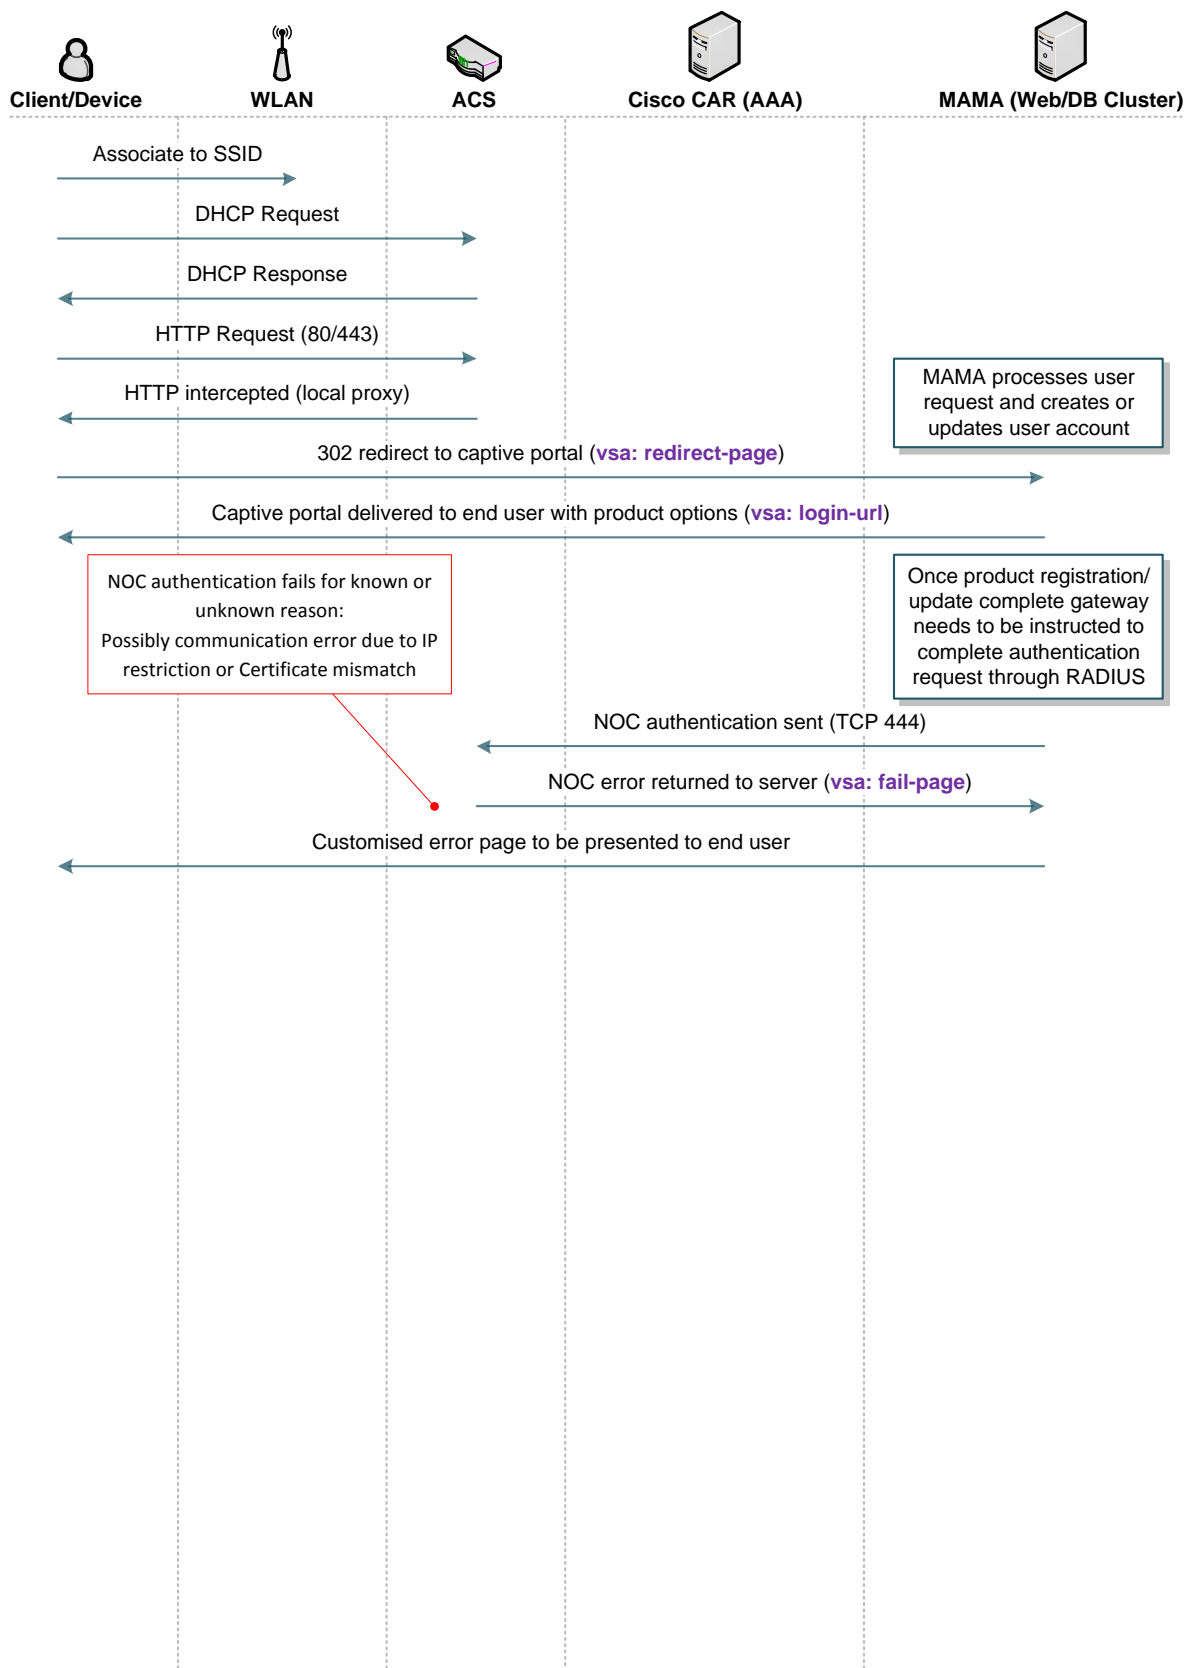 Client/Device
WLAN
ACS
Cisco CAR (AAA)
MAMA (Web/DB Cluster)
Associate to SSID
DHCP Request
DHCP Response
HTTP Request (80/443)
HTTP intercepted (local proxy)
MAMA processes user
request and creates or
updates user account
302 redirect to captive portal (vsa: redirect-page)
Captive portal delivered to end user with product options (vsa: login-url)
NOC authentication fails for known or
unknown reason:
Possibly communication error due to IP
restriction or Certificate mismatch
Once product registration/
update complete gateway
needs to be instructed to
complete authentication
request through RADIUS
NOC authentication sent (TCP 444)
NOC error returned to server (vsa: fail-page)
Customised error page to be presented to end user